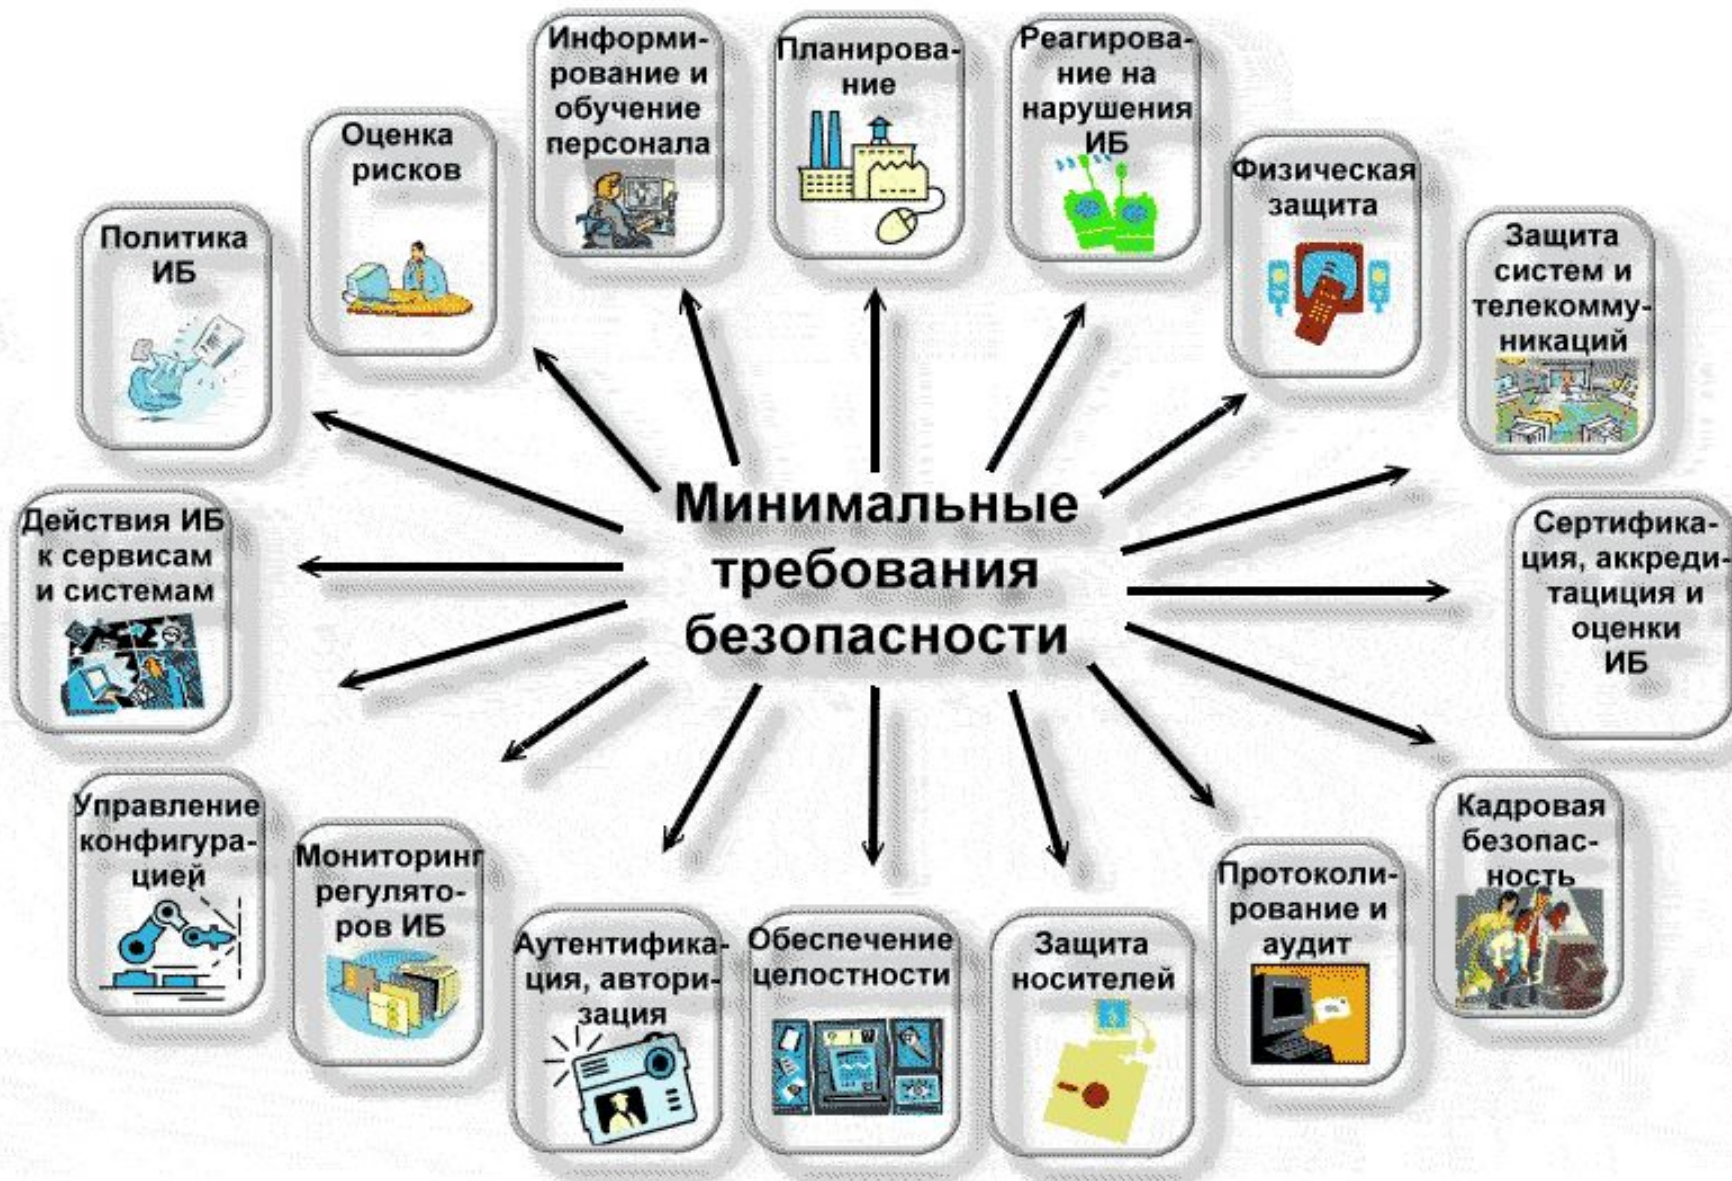 Информи-
рование и
обучение
персонала
Планирова-
ние
Реагирова-
ние на
нарушения
ИБ
Оценка
рисков
Физическая
защита
Политика
ИБ
Защита
систем и
телекомму-
никаций
Минимальные
требования
безопасности
Действия ИБ
к сервисам
и системам
Сертифика-
ция, аккреди-
тациция и
оценки
ИБ
Управление
конфигура-
цией
Мониторинг
регулято-
ров ИБ
Аутентифика-
ция, автори-
зация
Обеспечение
целостности
Защита
носителей
Протоколи-
рование и
аудит
Кадровая
безопас-
ность